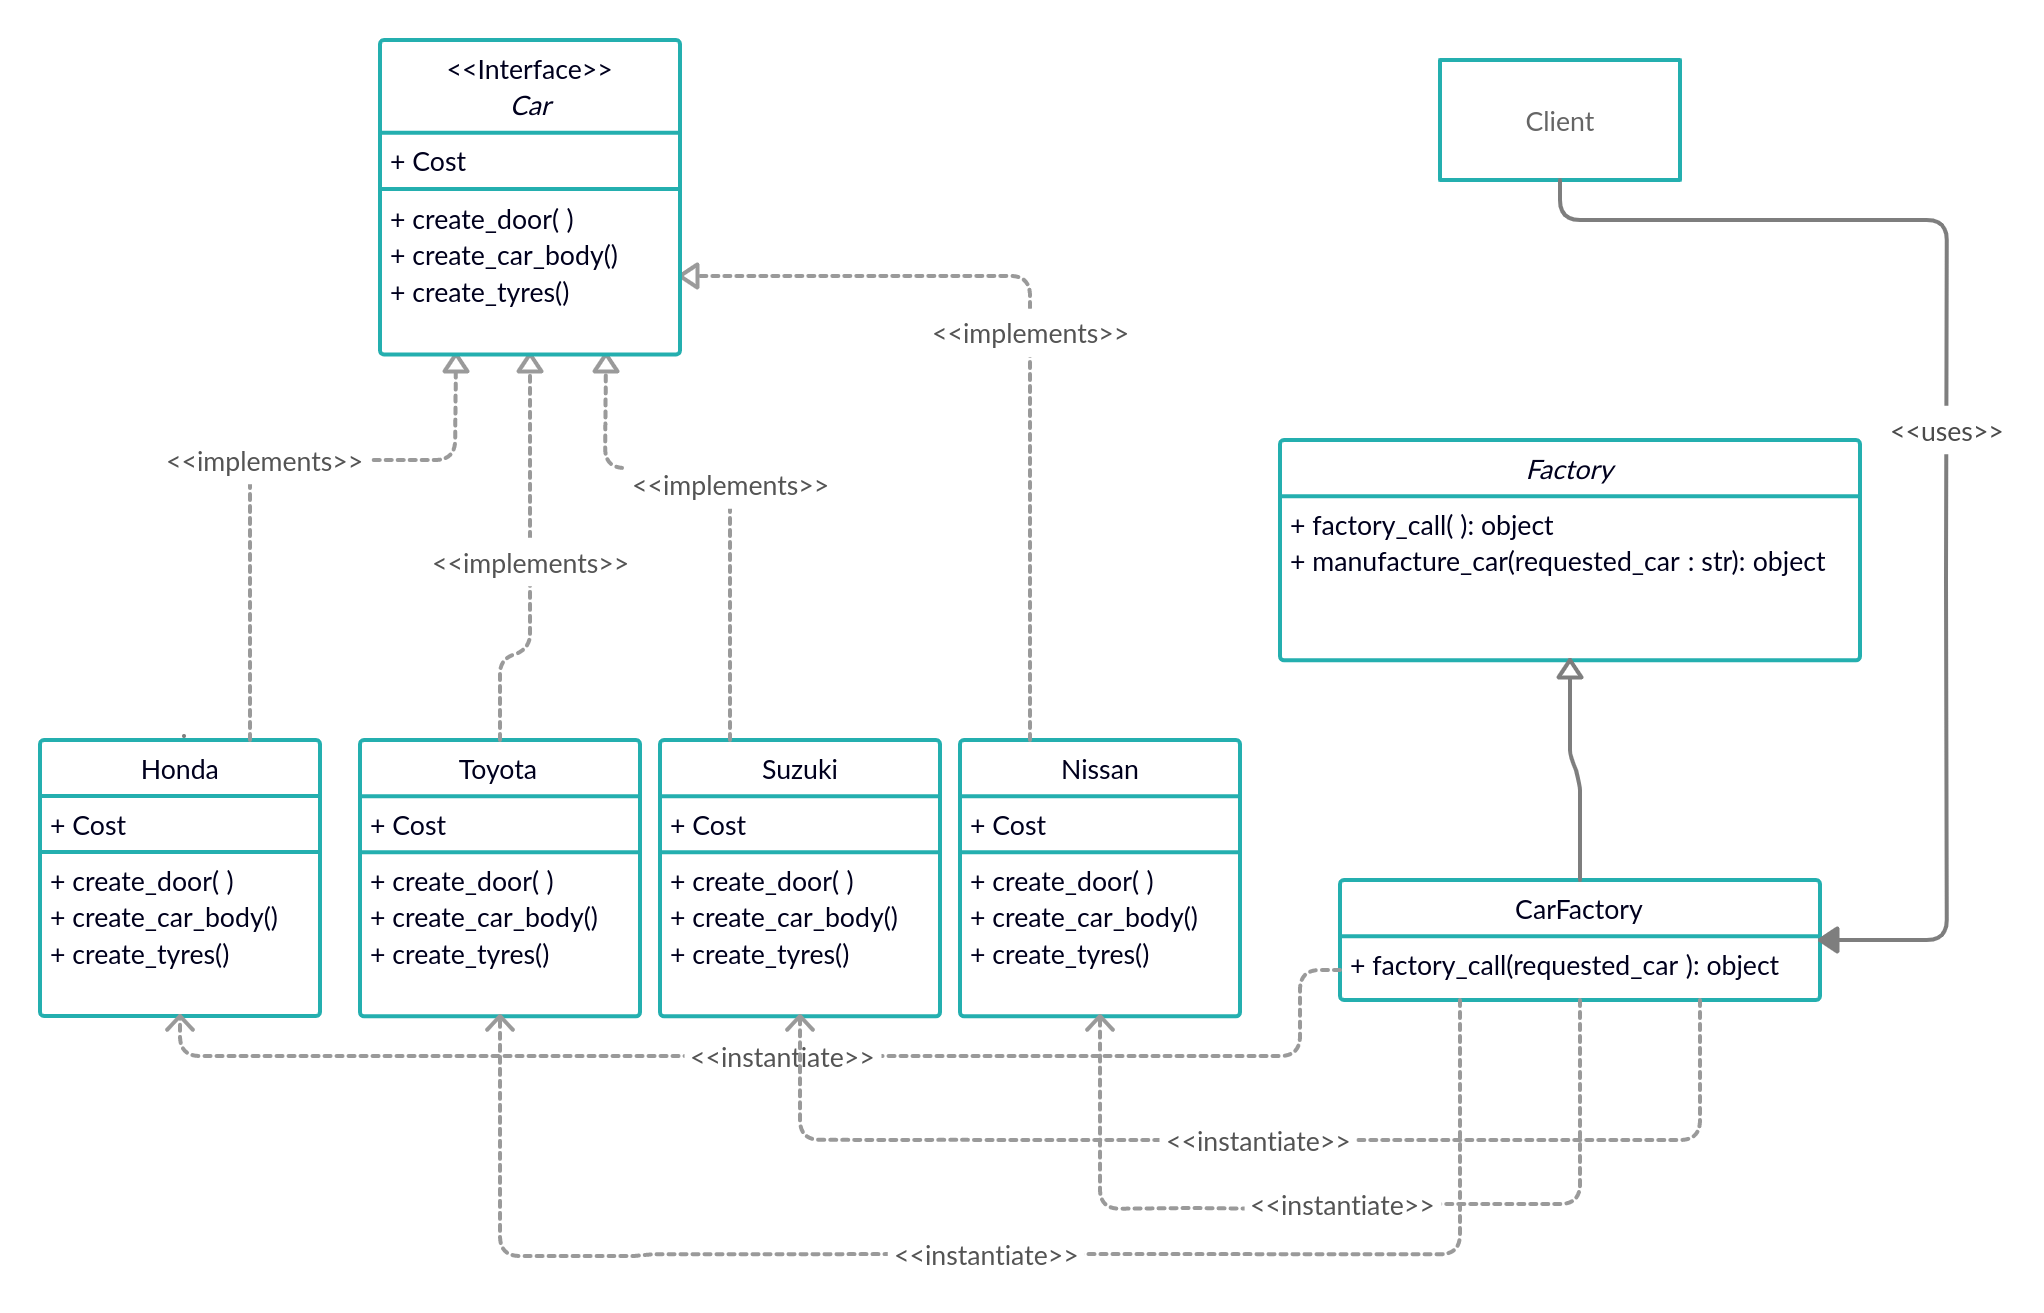 <<Interface>>
Car
+ Cost
+ create_door( )
+ create_car_body()
+ create_tyres()
Client
<<implements>>
<<uses>>
<<implements>>
<<implements>>
<<implements>>
Factory
+ factory_call( ): object
+ manufacture_car(requested_car : str): object
Honda
+ Cost
+ create_door( )
+ create_car_body()
+ create_tyres()
Toyota
+ Cost
+ create_door( )
+ create_car_body()
+ create_tyres()
Suzuki
+ Cost
+ create_door( )
+ create_car_body()
+ create_tyres()
Nissan
+ Cost
+ create_door( )
+ create_car_body()
+ create_tyres()
CarFactory
+ factory_call(requested_car ): object
<<instantiate>>
<<instantiate>>
<<instantiate>>
<<instantiate>>